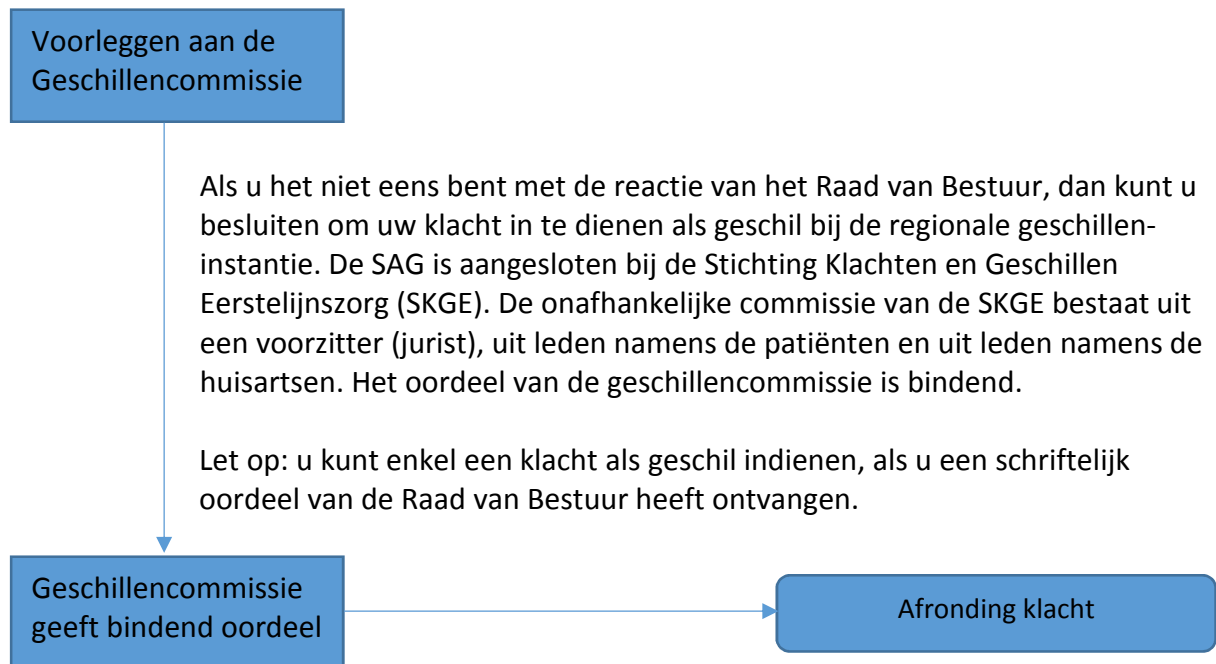 Voorleggen aan de
Geschillencommissie
Als u het niet eens bent met de reactie van het Raad van Bestuur, dan kunt u
besluiten om uw klacht in te dienen als geschil bij de regionale geschillen-
instantie. De SAG is aangesloten bij de Stichting Klachten en Geschillen
Eerstelijnszorg (SKGE). De onafhankelijke commissie van de SKGE bestaat uit
een voorzitter (jurist), uit leden namens de patiënten en uit leden namens de
huisartsen. Het oordeel van de geschillencommissie is bindend.
Let op: u kunt enkel een klacht als geschil indienen, als u een schriftelijk
oordeel van de Raad van Bestuur heeft ontvangen.
Geschillencommissie
geeft bindend oordeel
Afronding klacht